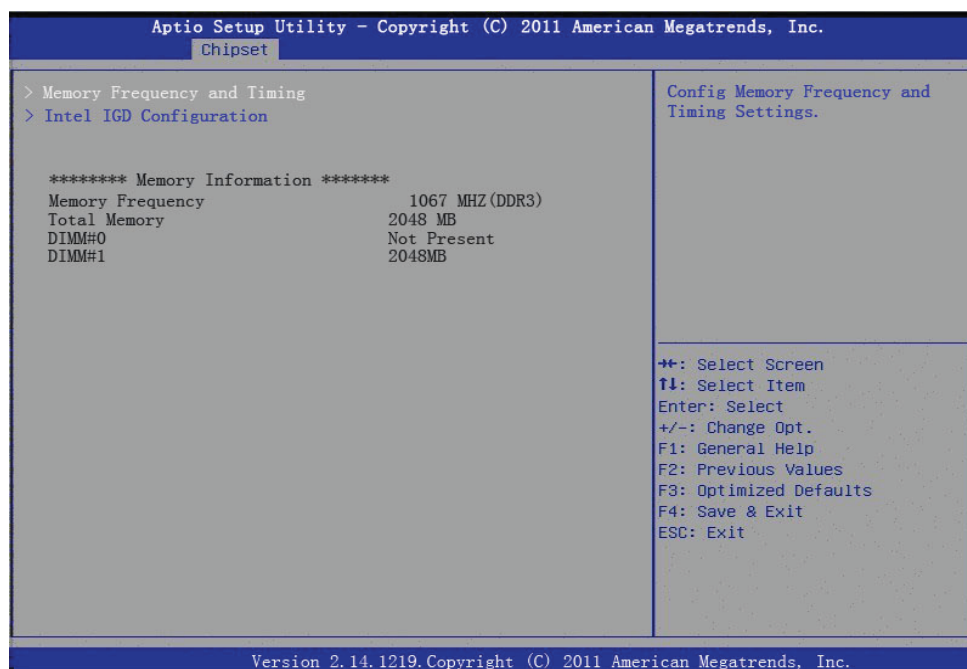 Aptio Setup Utility - Copyright (C) 2011 American Megatrends, Inc.
Chipset
> Memory Frequency and Timing
> Intel IGD Configuration
******** Memory Information *******
Memory Frequency 1067 MHZ(DDR3)
Total Memory 2048 MB
DIMM#0 Not Present
DIMM#1 2048MB
Config Memory Frequency and
Timing Settings.
→←: Select Screen
↑↓: Select Item
Enter: Select
+/-: Change Opt.
F1: General Help
F2: Previous Values
F3: Optimized Defaults
F4: Save & Exit
ESC: Exit
Version 2.14.1219.Copyright (C) 2011 American Megatrends, Inc.